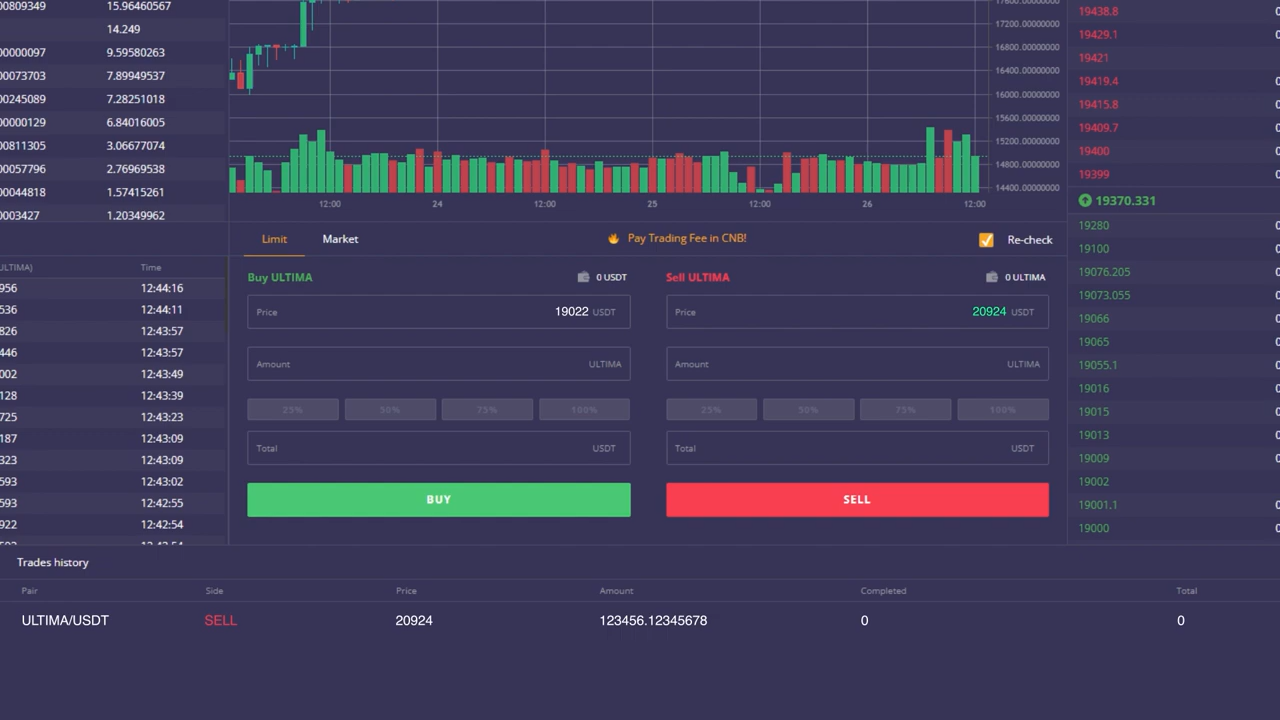 00809349 15.96460567
14.249
00000097 9.59580263
00073703 7.89949537
00245089 7.28251018
00000129 6.84016005
00811305 3.06677074
00057796 2.76969538
00044818 1.57415261
0003427 1.20349962
ULTIMA) Time
956 12:44:16
536 12:44:11
826 12:43:57
446 12:43:57
002 12:43:49
128 12:43:39
725 12:43:23
187 12:43:09
323 12:43:09
593 12:43:02
593 12:42:55
922 12:42:54
17200.00000000
16800.00000000
16400.00000000
16000.00000000
15600.00000000
15200.00000000
14800.00000000
14400.00000000
12:00 24 12:00 25 12:00 26 12:00
Limit Market Pay Trading Fee in CNB! Re-check
Buy ULTIMA 0 USDT
Price 19022 USDT
Amount ULTIMA
25% 50% 75% 100%
Total USDT
BUY
Sell ULTIMA 0 ULTIMA
Price 20924 USDT
Amount ULTIMA
25% 50% 75% 100%
Total USDT
SELL
19438.8
19429.1
19421
19419.4
19415.8
19409.7
19400
19399
19370.331
19280
19100
19076.205
19073.055
19066
19065
19055.1
19016
19015
19013
19009
19002
19001.1
19000
Trades history
Pair Side Price Amount Completed Total
ULTIMA/USDT SELL 20924 123456.12345678 0 0